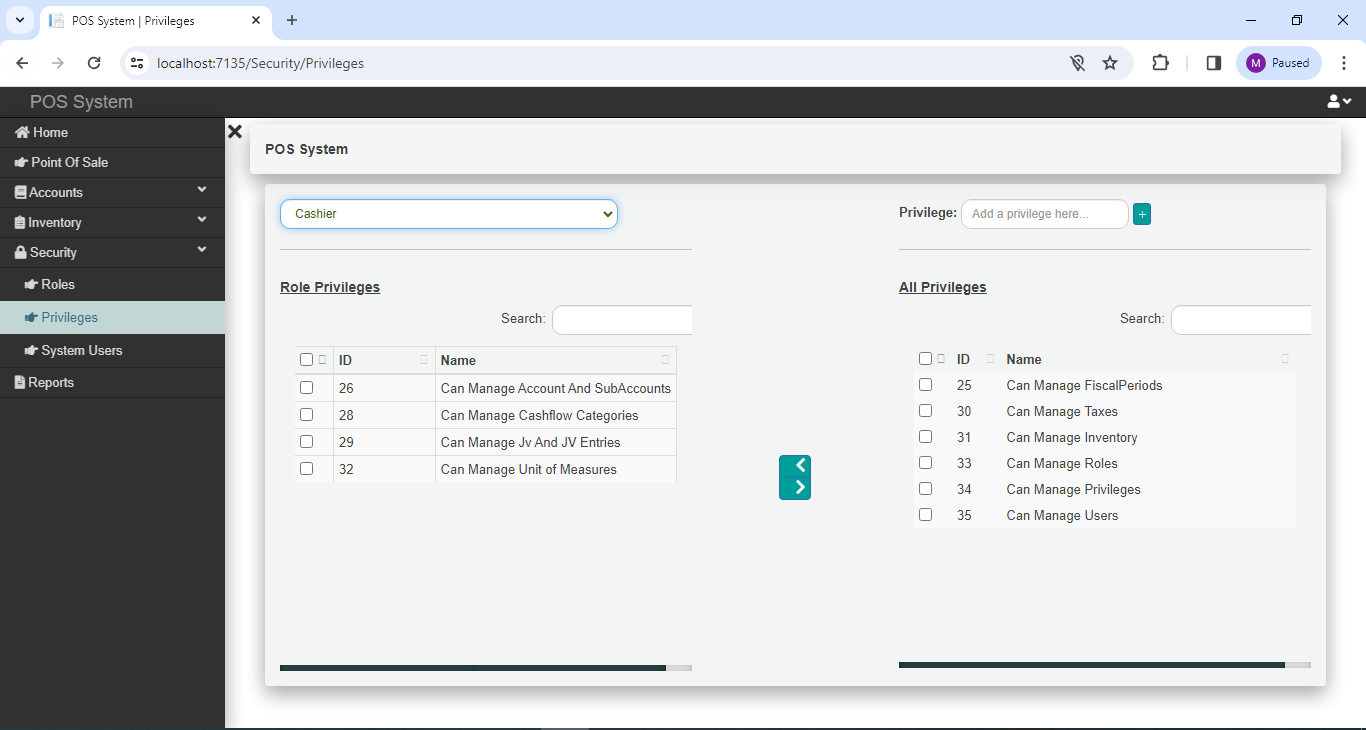 POS System | Privileges
localhost:7135/Security/Privileges
M Paused
POS System
Home
Point Of Sale
Accounts
Inventory
Security
Roles
Privileges
System Users
Reports
POS System
Cashier
Privilege: Add a privilege here... +
Role Privileges
Search:
ID Name
26 Can Manage Account And SubAccounts
28 Can Manage Cashflow Categories
29 Can Manage Jv And JV Entries
32 Can Manage Unit of Measures
All Privileges
Search:
ID Name
25 Can Manage FiscalPeriods
30 Can Manage Taxes
31 Can Manage Inventory
33 Can Manage Roles
34 Can Manage Privileges
35 Can Manage Users